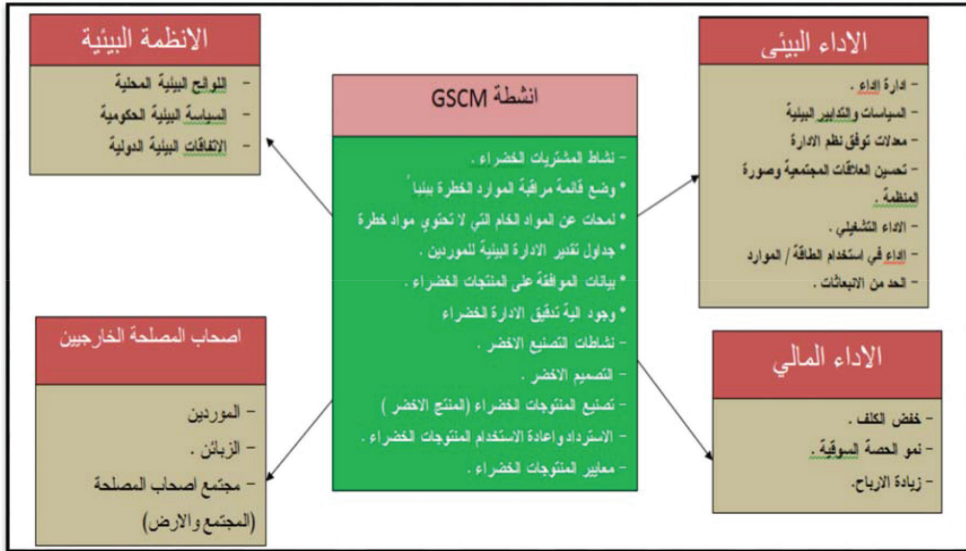 الاداء البيئي
- ادارة اداء .
- السياسات والتدابير البيئية
- معدلات توفق نظم الادارة
- تحسين العلاقات المجتمعية وصورة
المنظمة .
- الاداء التشغيلي .
- اداء في استخدام الطاقة / الموارد
- الحد من الانبعاثات .
انشطة GSCM
- نشاط المشتريات الخضراء .
• وضع قائمة مراقبة الموارد الخطرة بيئيا ً
• لمحات عن المواد الخام التي لا تحتوي مواد خطرة
• جداول تقدير الادارة البيئية للموردين .
• بيانات الموافقة على المنتجات الخضراء .
• وجود الية تدقيق الادارة الخضراء
- نشاطات التصنيع الاخضر .
- التصميم الاخضر .
- تصنيع المنتوجات الخضراء (المنتج الاخضر )
- الاسترداد واعادة الاستخدام المنتوجات الخضراء .
- معايير المنتوجات الخضراء .
الانظمة البيئية
- اللوائح البيئية المحلية
- السياسة البيئية الحكومية
- الاتفاقات البيئية الدولية
الاداء المالي
- خفض الكلف .
- نمو الحصة السوقية .
- زيادة الارباح.
اصحاب المصلحة الخارجيين
- الموردين
- الزبائن .
- مجتمع اصحاب المصلحة
(المجتمع والارض)